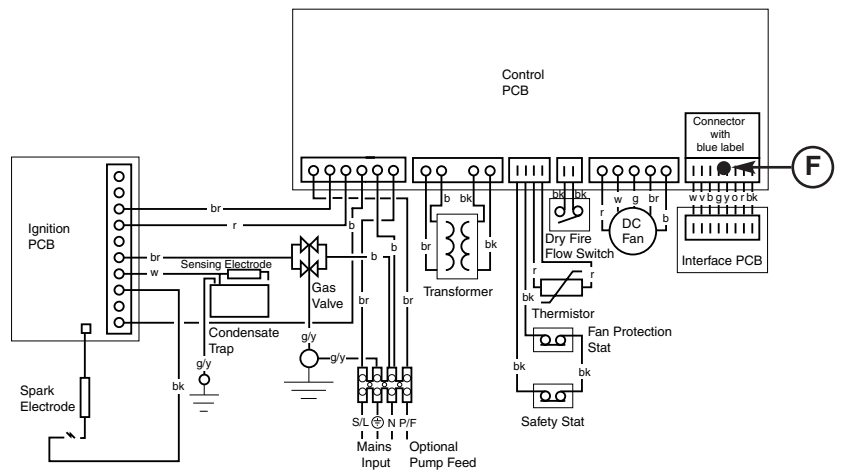 Control
PCB
Connector
with
blue label
F
w v b g y o r bk
Interface PCB
Ignition
PCB
br
r
br
w
Sensing Electrode
Condensate
Trap
g/y
bk
Spark
Electrode
Gas
Valve
g/y
g/y
b
b
b
br
br
S/L
N
P/F
Mains
Input
Optional
Pump Feed
b
bk
br
bk
Transformer
bk
bk
Dry Fire
Flow Switch
r
w
g
br
b
DC
Fan
r
r
Thermistor
bk
Fan Protection
Stat
bk
bk
Safety Stat